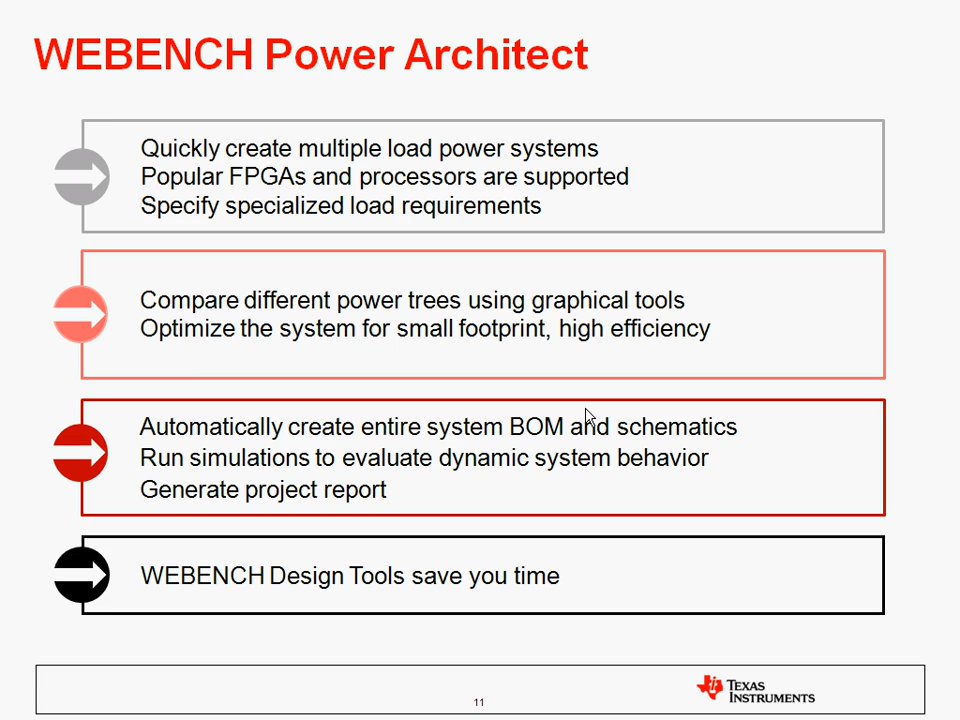 WEBENCH Power Architect
Quickly create multiple load power systems
Popular FPGAs and processors are supported
Specify specialized load requirements
Compare different power trees using graphical tools
Optimize the system for small footprint, high efficiency
Automatically create entire system BOM and schematics
Run simulations to evaluate dynamic system behavior
Generate project report
WEBENCH Design Tools save you time
11
TEXAS
INSTRUMENTS